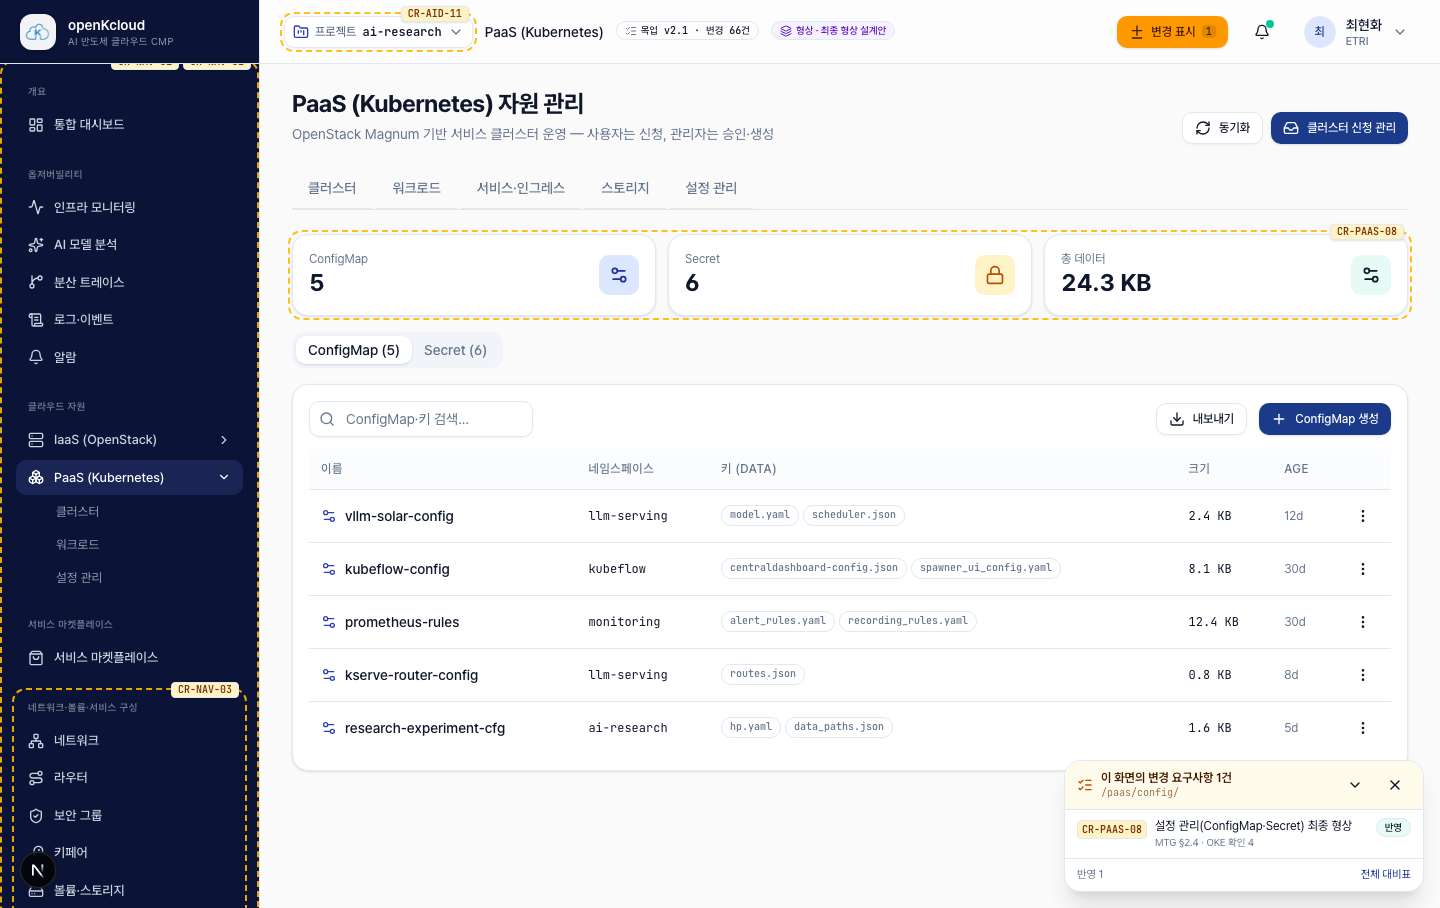 openKcloud
AI 반도체 클라우드 CMP
개요
통합 대시보드
옵저버빌리티
인프라 모니터링
AI 모델 분석
분산 트레이스
로그·이벤트
알람
클라우드 자원
IaaS (OpenStack)
PaaS (Kubernetes)
클러스터
워크로드
설정 관리
서비스 마켓플레이스
서비스 마켓플레이스
CR-NAV-03
네트워크·볼륨·서비스 구성
네트워크
라우터
보안 그룹
키페어
볼륨·스토리지
CR-AID-11
프로젝트 ai-research
PaaS (Kubernetes)
목업 v2.1 · 변경 66건
형상 · 최종 형상 설계안
변경 표시 1
최
최현화
ETRI
PaaS (Kubernetes) 자원 관리
OpenStack Magnum 기반 서비스 클러스터 운영 — 사용자는 신청, 관리자는 승인·생성
동기화
클러스터 신청 관리
클러스터 워크로드 서비스·인그레스 스토리지 설정 관리
CR-PAAS-08
ConfigMap
5
Secret
6
총 데이터
24.3 KB
ConfigMap (5) Secret (6)
ConfigMap·키 검색...
내보내기
ConfigMap 생성
이름 네임스페이스 키 (DATA) 크기 AGE
vllm-solar-config llm-serving model.yaml scheduler.json 2.4 KB 12d
kubeflow-config kubeflow centraldashboard-config.json spawner_ui_config.yaml 8.1 KB 30d
prometheus-rules monitoring alert_rules.yaml recording_rules.yaml 12.4 KB 30d
kserve-router-config llm-serving routes.json 0.8 KB 8d
research-experiment-cfg ai-research hp.yaml data_paths.json 1.6 KB 5d
이 화면의 변경 요구사항 1건
/paas/config/
CR-PAAS-08 설정 관리(ConfigMap·Secret) 최종 형상 반영
MTG §2.4 · OKE 확인 4
반영 1
전체 대비표
N